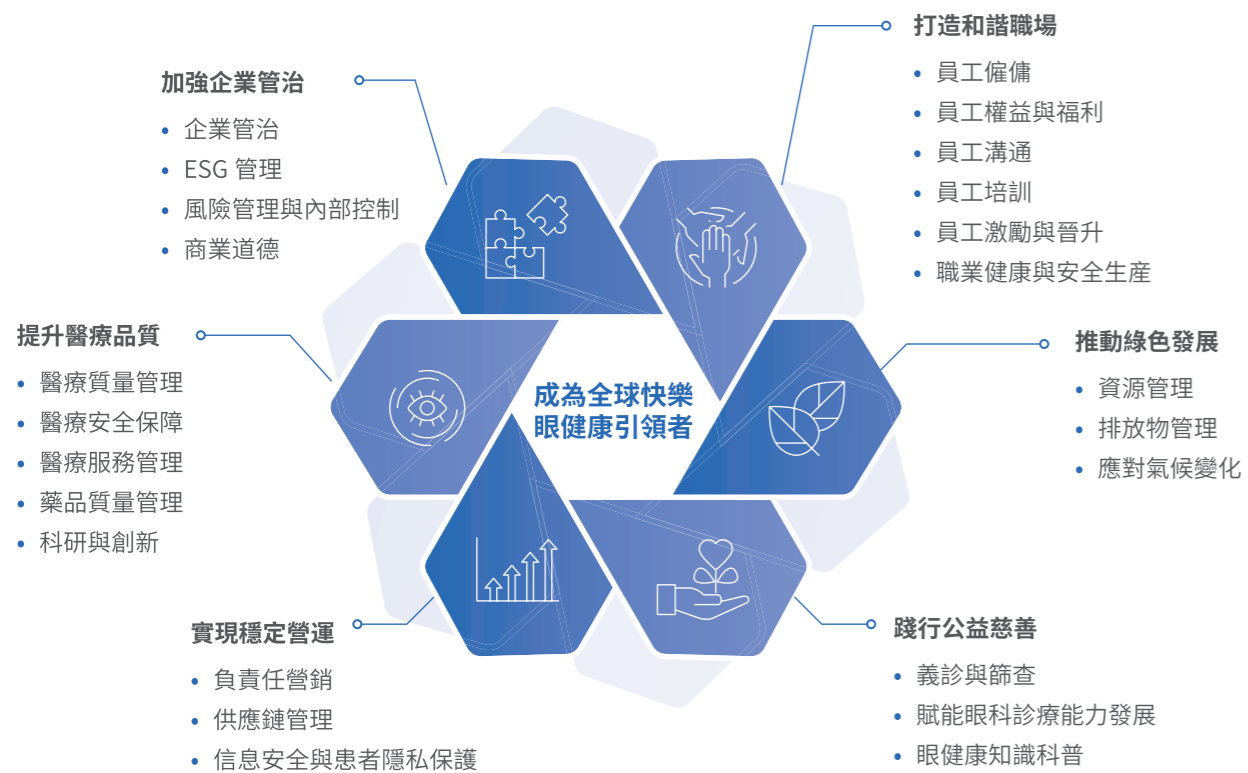 加強企業管治
• 企業管治
• ESG 管理
• 風險管理與內部控制
• 商業道德
打造和諧職場
• 員工僱傭
• 員工權益與福利
• 員工溝通
• 員工培訓
• 員工激勵與晉升
• 職業健康與安全生產
提升醫療品質
• 醫療質量管理
• 醫療安全保障
• 醫療服務管理
• 藥品質量管理
• 科研與創新
成為全球快樂
眼健康引領者
推動綠色發展
• 資源管理
• 排放物管理
• 應對氣候變化
實現穩定營運
• 負責任營銷
• 供應鏈管理
• 信息安全與患者隱私保護
踐行公益慈善
• 義診與篩查
• 賦能眼科診療能力發展
• 眼健康知識科普